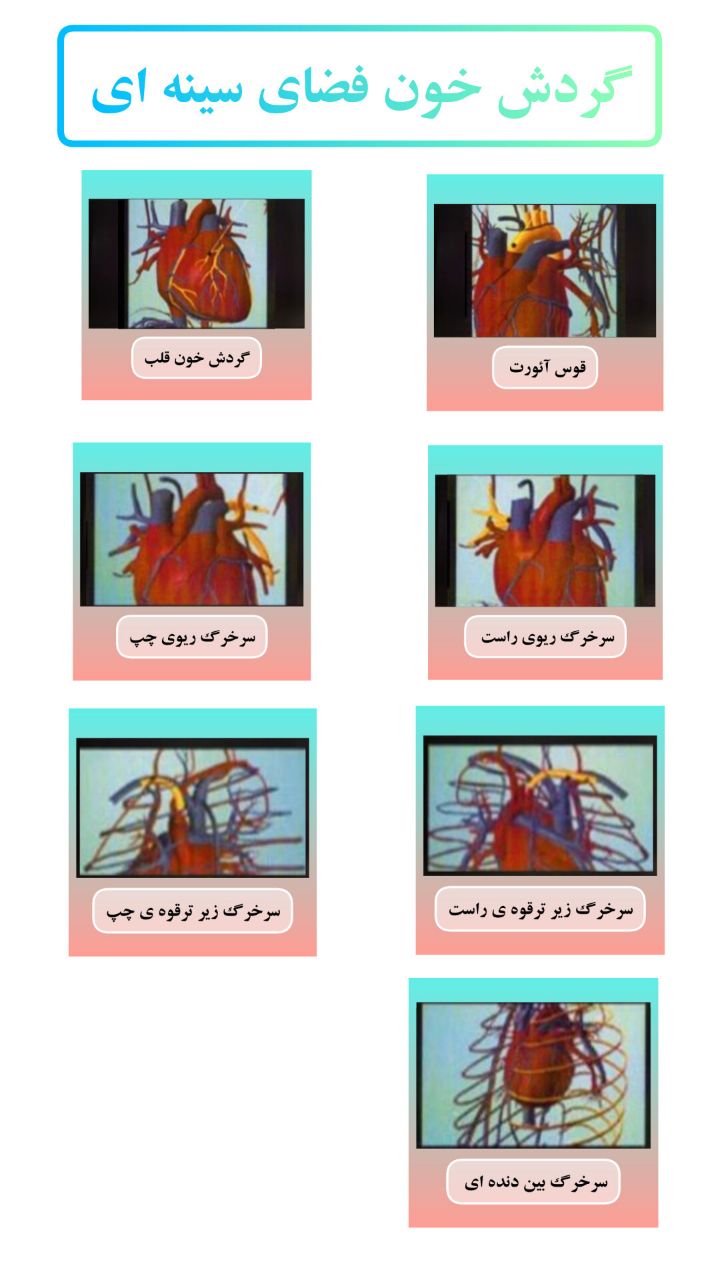 گردش خون فضای سینه ای
قوس آئورت
گردش خون قلب
سرخرگ ریوی راست
سرخرگ ریوی چپ
سرخرگ زیر ترقوه ی راست
سرخرگ زیر ترقوه ی چپ
سرخرگ بین دنده ای